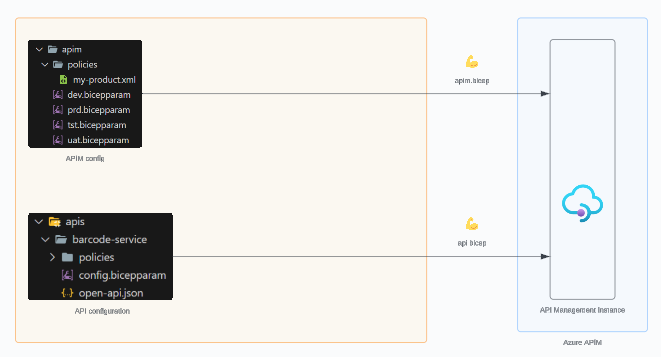 apim
policies
my-product.xml
dev.bicepparam
prd.bicepparam
tst.bicepparam
uat.bicepparam
APIM config
apim.bicep
apis
barcode-service
policies
config.bicepparam
open-api.json
API configuration
api bicep
API Management Instance
Azure APIM